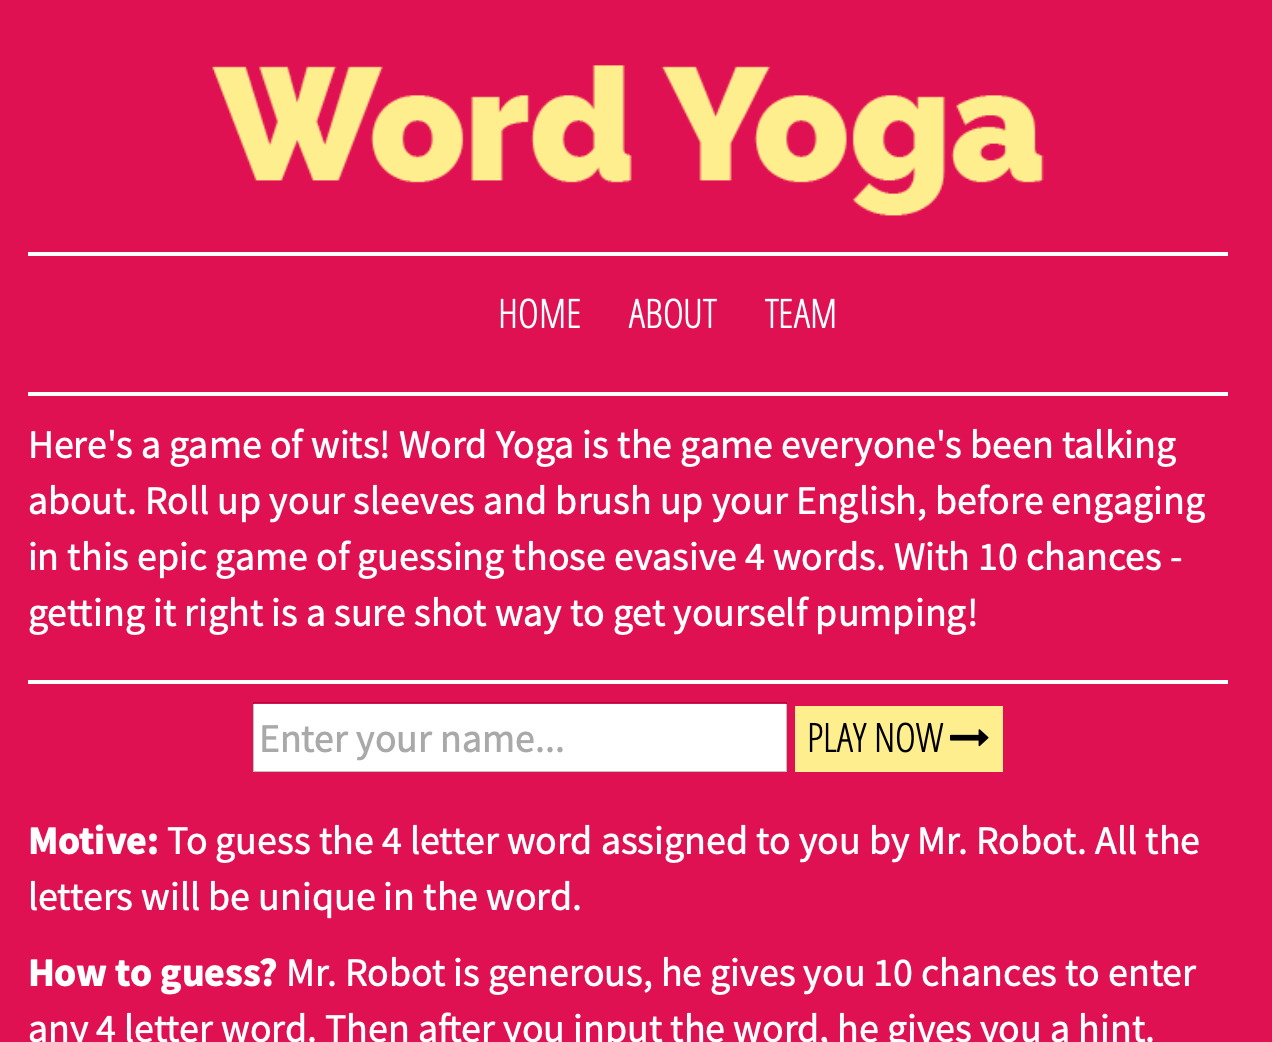 Word Yoga
HOME ABOUT TEAM
Here's a game of wits! Word Yoga is the game everyone's been talking
about. Roll up your sleeves and brush up your English, before engaging
in this epic game of guessing those evasive 4 words. With 10 chances -
getting it right is a sure shot way to get yourself pumping!
Enter your name... PLAY NOW
Motive: To guess the 4 letter word assigned to you by Mr. Robot. All the
letters will be unique in the word.
How to guess? Mr. Robot is generous, he gives you 10 chances to enter
any 4 letter word. Then after you input the word, he gives you a hint.